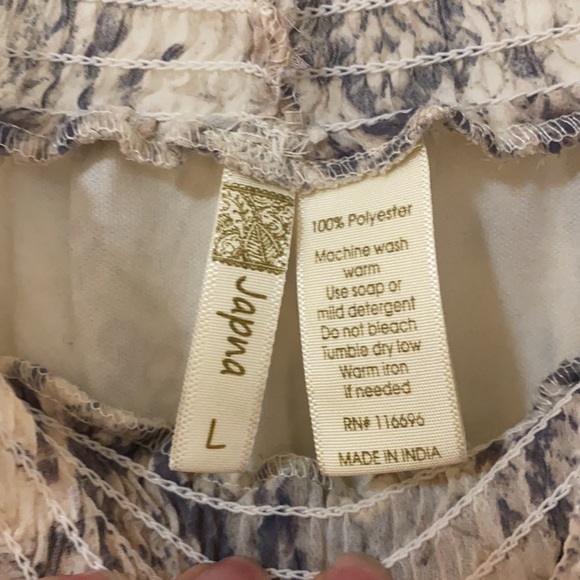 Japna
L
100% Polyester
Machine wash
warm
Use soap or
mild detergent
Do not bleach
Tumble dry low
Warm iron
if needed
RN# 116696
MADE IN INDIA